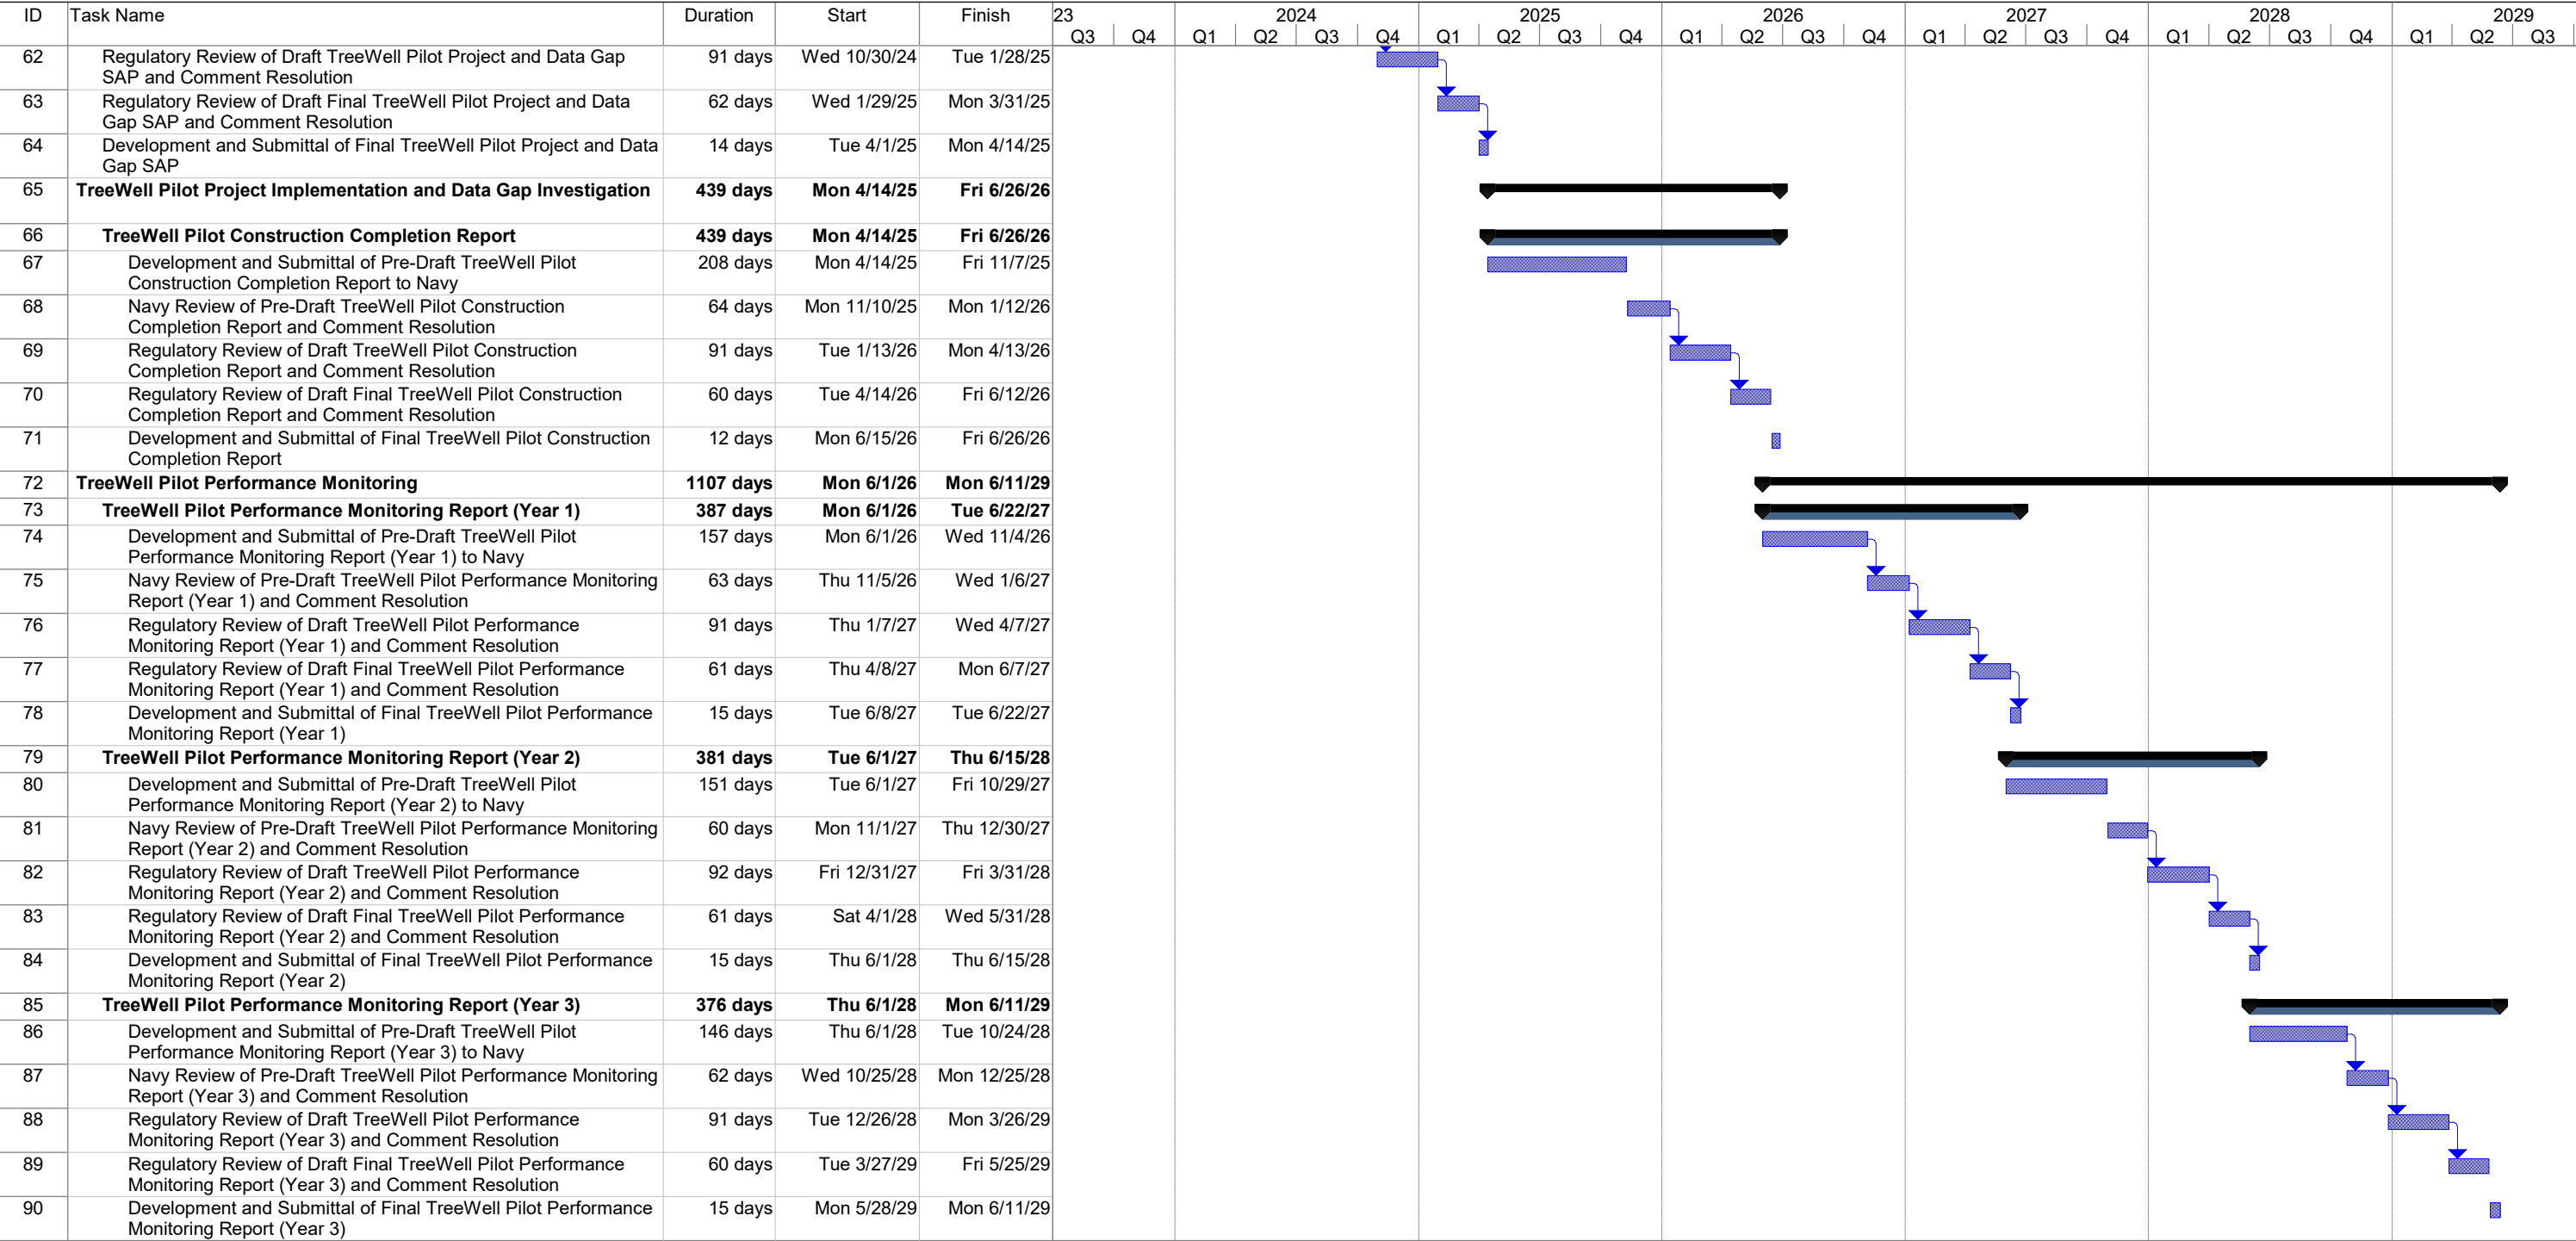 ID Task Name Duration Start Finish 23 2024 2025 2026 2027 2028 2029
Q3 Q4 Q1 Q2 Q3 Q4 Q1 Q2 Q3 Q4 Q1 Q2 Q3 Q4 Q1 Q2 Q3 Q4 Q1 Q2 Q3 Q4 Q1 Q2 Q3
62 Regulatory Review of Draft TreeWell Pilot Project and Data Gap 91 days Wed 10/30/24 Tue 1/28/25
SAP and Comment Resolution
63 Regulatory Review of Draft Final TreeWell Pilot Project and Data 62 days Wed 1/29/25 Mon 3/31/25
Gap SAP and Comment Resolution
64 Development and Submittal of Final TreeWell Pilot Project and Data 14 days Tue 4/1/25 Mon 4/14/25
Gap SAP
65 TreeWell Pilot Project Implementation and Data Gap Investigation 439 days Mon 4/14/25 Fri 6/26/26
66 TreeWell Pilot Construction Completion Report 439 days Mon 4/14/25 Fri 6/26/26
67 Development and Submittal of Pre-Draft TreeWell Pilot 208 days Mon 4/14/25 Fri 11/7/25
Construction Completion Report to Navy
68 Navy Review of Pre-Draft TreeWell Pilot Construction 64 days Mon 11/10/25 Mon 1/12/26
Completion Report and Comment Resolution
69 Regulatory Review of Draft TreeWell Pilot Construction 91 days Tue 1/13/26 Mon 4/13/26
Completion Report and Comment Resolution
70 Regulatory Review of Draft Final TreeWell Pilot Construction 60 days Tue 4/14/26 Fri 6/12/26
Completion Report and Comment Resolution
71 Development and Submittal of Final TreeWell Pilot Construction 12 days Mon 6/15/26 Fri 6/26/26
Completion Report
72 TreeWell Pilot Performance Monitoring 1107 days Mon 6/1/26 Mon 6/11/29
73 TreeWell Pilot Performance Monitoring Report (Year 1) 387 days Mon 6/1/26 Tue 6/22/27
74 Development and Submittal of Pre-Draft TreeWell Pilot 157 days Mon 6/1/26 Wed 11/4/26
Performance Monitoring Report (Year 1) to Navy
75 Navy Review of Pre-Draft TreeWell Pilot Performance Monitoring 63 days Thu 11/5/26 Wed 1/6/27
Report (Year 1) and Comment Resolution
76 Regulatory Review of Draft TreeWell Pilot Performance 91 days Thu 1/7/27 Wed 4/7/27
Monitoring Report (Year 1) and Comment Resolution
77 Regulatory Review of Draft Final TreeWell Pilot Performance 61 days Thu 4/8/27 Mon 6/7/27
Monitoring Report (Year 1) and Comment Resolution
78 Development and Submittal of Final TreeWell Pilot Performance 15 days Tue 6/8/27 Tue 6/22/27
Monitoring Report (Year 1)
79 TreeWell Pilot Performance Monitoring Report (Year 2) 381 days Tue 6/1/27 Thu 6/15/28
80 Development and Submittal of Pre-Draft TreeWell Pilot 151 days Tue 6/1/27 Fri 10/29/27
Performance Monitoring Report (Year 2) to Navy
81 Navy Review of Pre-Draft TreeWell Pilot Performance Monitoring 60 days Mon 11/1/27 Thu 12/30/27
Report (Year 2) and Comment Resolution
82 Regulatory Review of Draft TreeWell Pilot Performance 92 days Fri 12/31/27 Fri 3/31/28
Monitoring Report (Year 2) and Comment Resolution
83 Regulatory Review of Draft Final TreeWell Pilot Performance 61 days Sat 4/1/28 Wed 5/31/28
Monitoring Report (Year 2) and Comment Resolution
84 Development and Submittal of Final TreeWell Pilot Performance 15 days Thu 6/1/28 Thu 6/15/28
Monitoring Report (Year 2)
85 TreeWell Pilot Performance Monitoring Report (Year 3) 376 days Thu 6/1/28 Mon 6/11/29
86 Development and Submittal of Pre-Draft TreeWell Pilot 146 days Thu 6/1/28 Tue 10/24/28
Performance Monitoring Report (Year 3) to Navy
87 Navy Review of Pre-Draft TreeWell Pilot Performance Monitoring 62 days Wed 10/25/28 Mon 12/25/28
Report (Year 3) and Comment Resolution
88 Regulatory Review of Draft TreeWell Pilot Performance 91 days Tue 12/26/28 Mon 3/26/29
Monitoring Report (Year 3) and Comment Resolution
89 Regulatory Review of Draft Final TreeWell Pilot Performance 60 days Tue 3/27/29 Fri 5/25/29
Monitoring Report (Year 3) and Comment Resolution
90 Development and Submittal of Final TreeWell Pilot Performance 15 days Mon 5/28/29 Mon 6/11/29
Monitoring Report (Year 3)